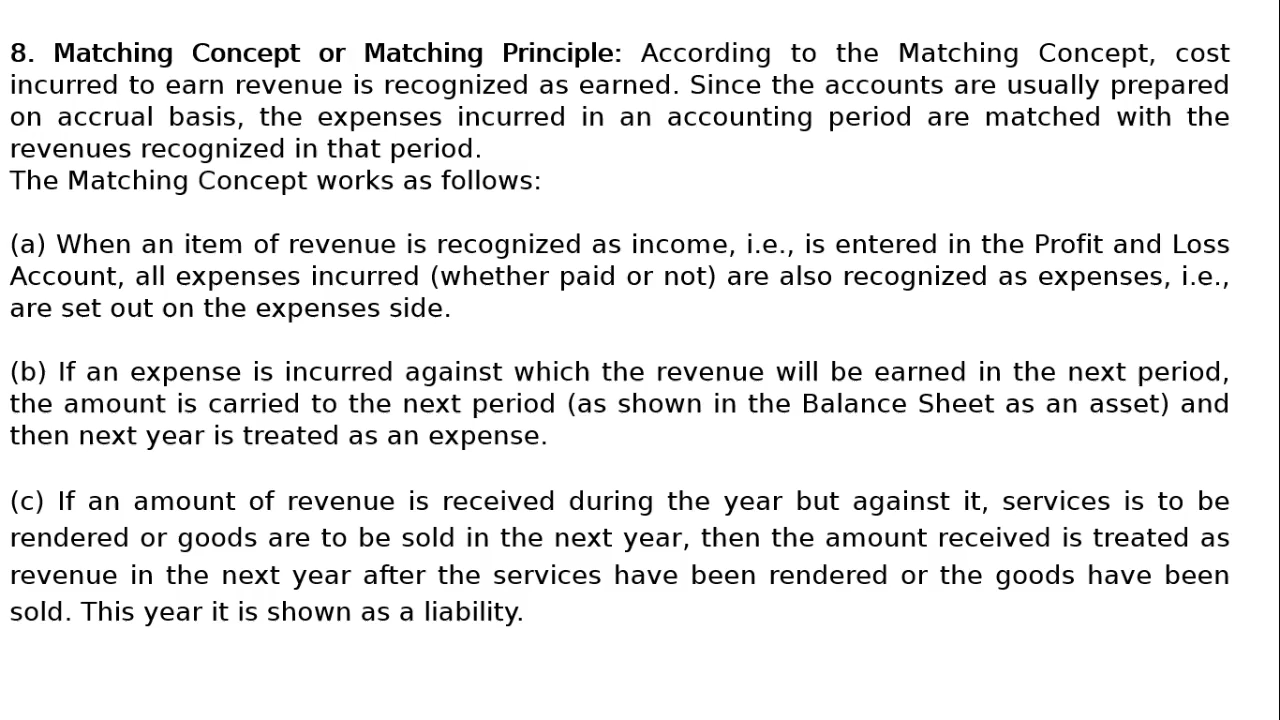 8. Matching Concept or Matching Principle: According to the Matching Concept, cost
incurred to earn revenue is recognized as earned. Since the accounts are usually prepared
on accrual basis, the expenses incurred in an accounting period are matched with the
revenues recognized in that period.
The Matching Concept works as follows:
(a) When an item of revenue is recognized as income, i.e., is entered in the Profit and Loss
Account, all expenses incurred (whether paid or not) are also recognized as expenses, i.e.,
are set out on the expenses side.
(b) If an expense is incurred against which the revenue will be earned in the next period,
the amount is carried to the next period (as shown in the Balance Sheet as an asset) and
then next year is treated as an expense.
(c) If an amount of revenue is received during the year but against it, services is to be
rendered or goods are to be sold in the next year, then the amount received is treated as
revenue in the next year after the services have been rendered or the goods have been
sold. This year it is shown as a liability.